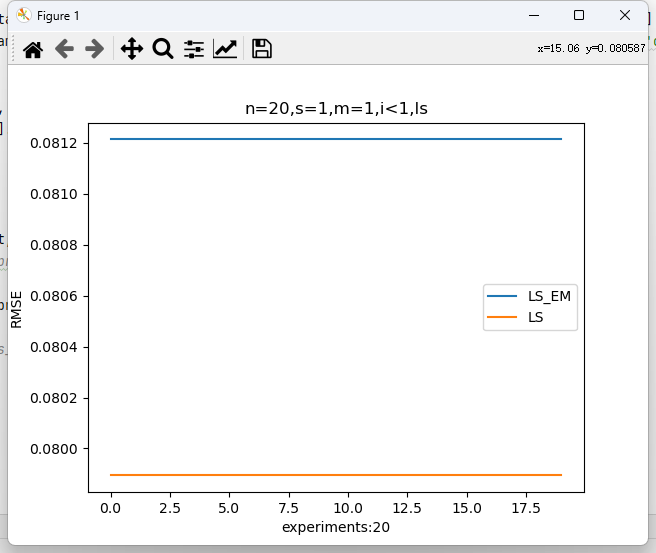 Figure 1
x=15.06 y=0.080587
n=20,s=1,m=1,i<1,ls
0.0812
0.0810
0.0808
0.0806
0.0804
0.0802
0.0800
RMSE
LS_EM
LS
0.0 2.5 5.0 7.5 10.0 12.5 15.0 17.5
experiments:20